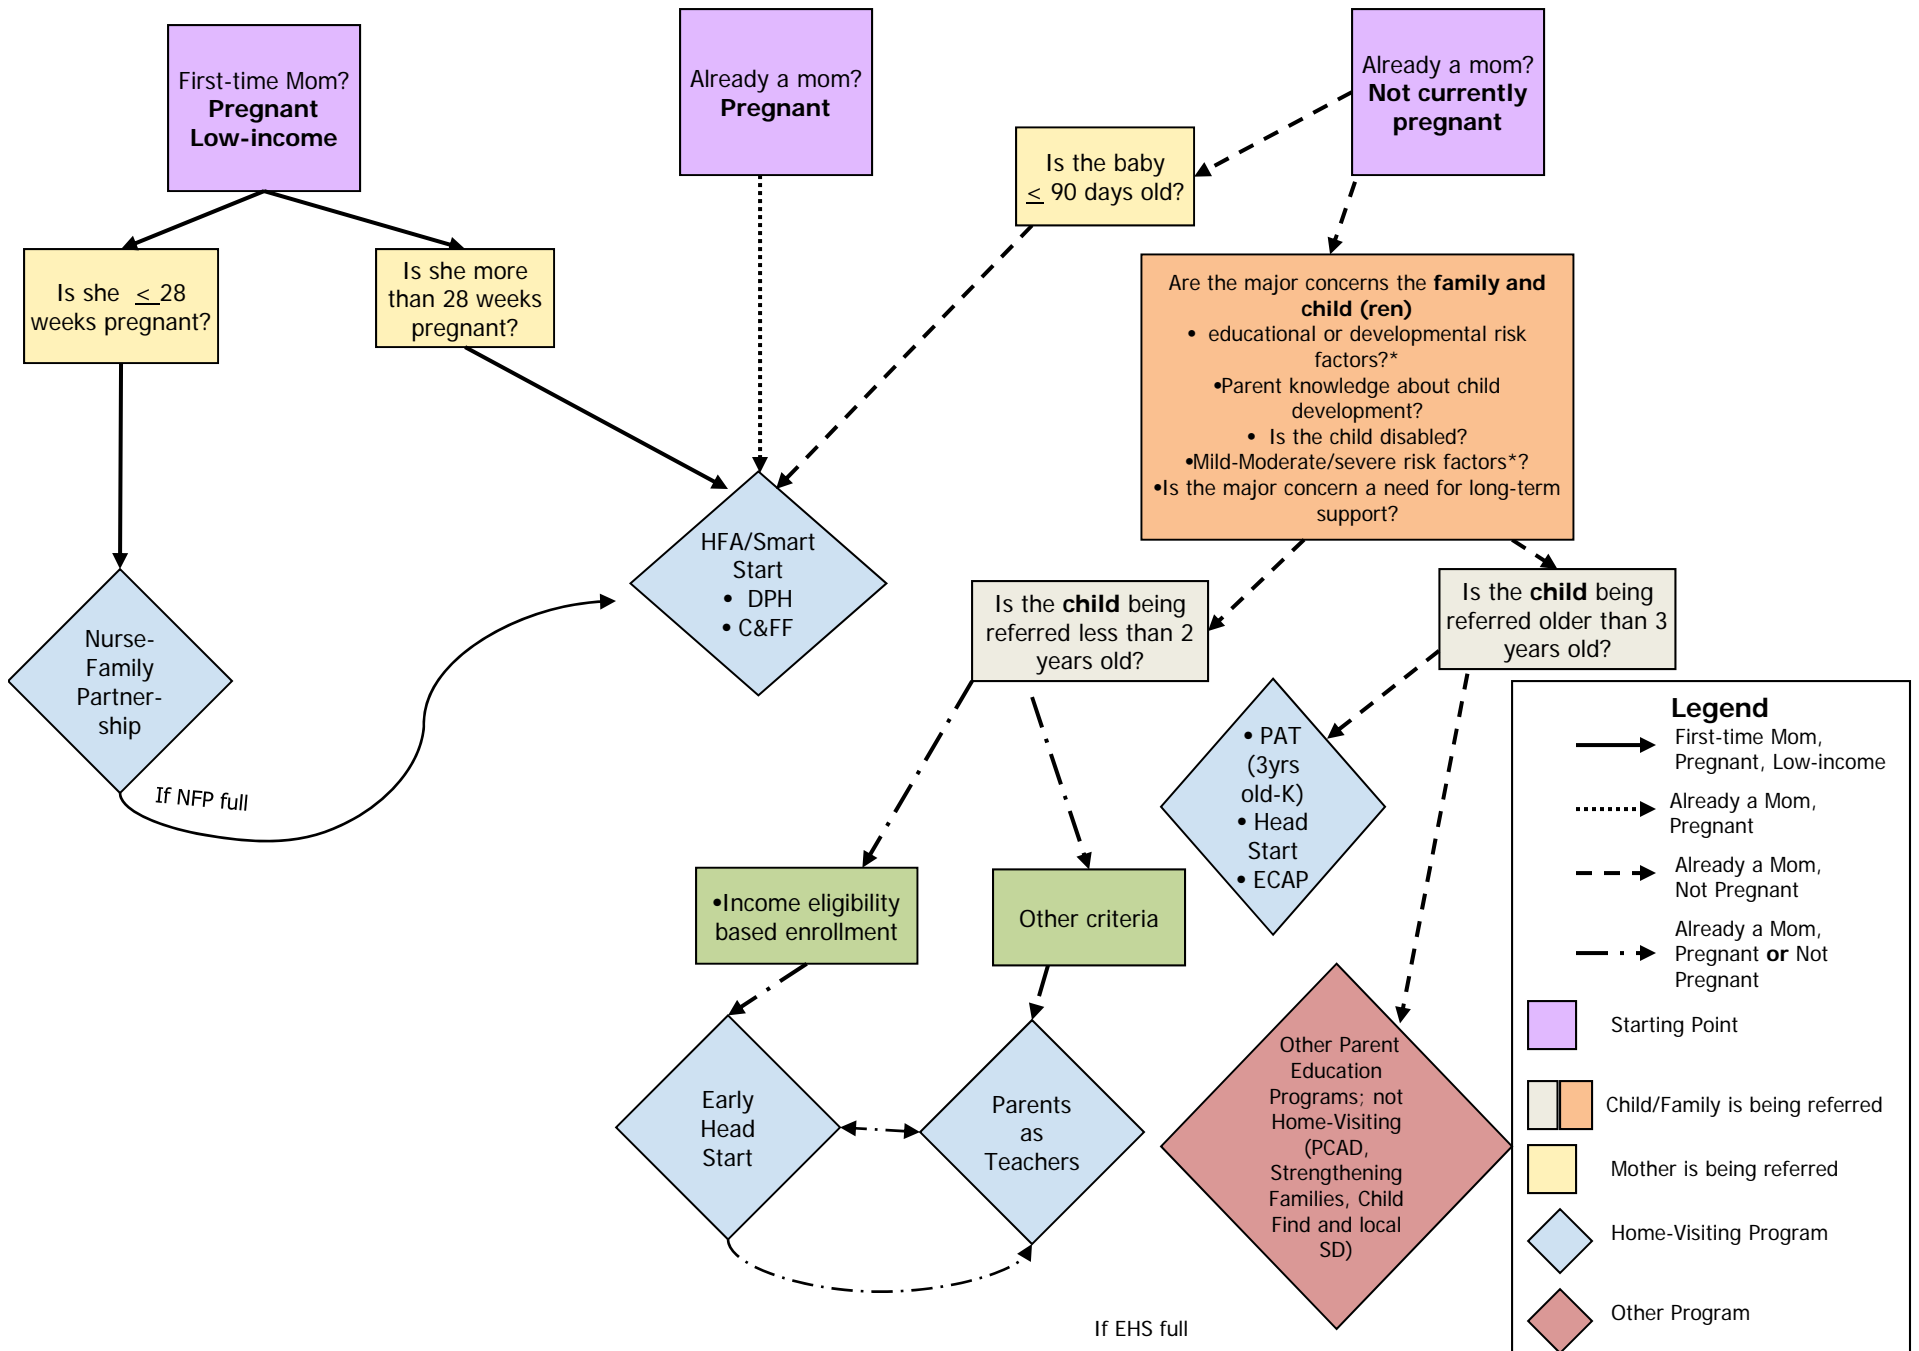 First-time Mom?
Pregnant
Low-income
Already a mom?
Pregnant
Already a mom?
Not currently
pregnant
Is the baby
< 90 days old?
Is she < 28
weeks pregnant?
Is she more
than 28 weeks
pregnant?
Are the major concerns the family and
child (ren)
• educational or developmental risk
factors?*
•Parent knowledge about child
development?
• Is the child disabled?
•Mild-Moderate/severe risk factors*?
•Is the major concern a need for long-term
support?
HFA/Smart
Start
• DPH
• C&FF
Nurse-
Family
Partner-
ship
If NFP full
Is the child being
referred less than 2
years old?
Is the child being
referred older than 3
years old?
• PAT
(3yrs
old-K)
• Head
Start
• ECAP
•Income eligibility
based enrollment
Other criteria
Early
Head
Start
Parents
as
Teachers
Other Parent
Education
Programs; not
Home-Visiting
(PCAD,
Strengthening
Families, Child
Find and local
SD)
If EHS full
Legend
First-time Mom,
Pregnant, Low-income
Already a Mom,
Pregnant
Already a Mom,
Not Pregnant
Already a Mom,
Pregnant or Not
Pregnant
Starting Point
Child/Family is being referred
Mother is being referred
Home-Visiting Program
Other Program